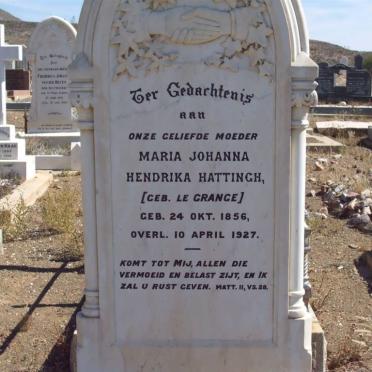 Ter Gedachtenis
aan
ONZE GELIEFDE MOEDER
MARIA JOHANNA
HENDRIKA HATTINGH,
[GEB. LE GRANGE]
GEB. 24 OKT. 1856,
OVERL. 10 APRIL 1927.
KOMT TOT MIJ, ALLEN DIE
VERMOEID EN BELAST ZIJT, EN IK
ZAL U RUST GEVEN. MATT. II, VS. 28.